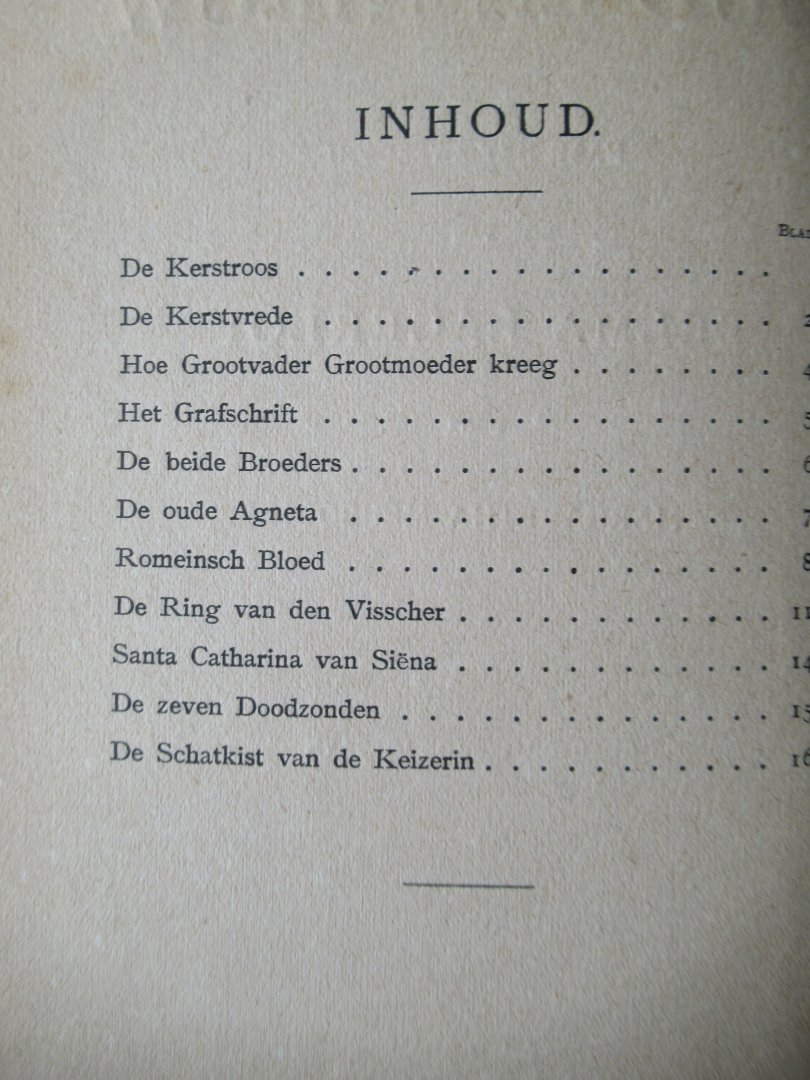 INHOUD.
De Kerstroos . . . . . . . . . . . . . . . . . .
De Kerstvrede . . . . . . . . . . . . . . . . .
Hoe Grootvader Grootmoeder kreeg . . . . . . . .
Het Grafschrift . . . . . . . . . . . . . . . . .
De beide Broeders . . . . . . . . . . . . . . . .
De oude Agneta . . . . . . . . . . . . . . . .
Romeinsch Bloed . . . . . . . . . . . . . . . .
De Ring van den Visscher . . . . . . . . . . . .
Santa Catharina van Siëna . . . . . . . . . . . .
De zeven Doodzonden . . . . . . . . . . . . . .
De Schatkist van de Keizerin . . . . . . . . . . .